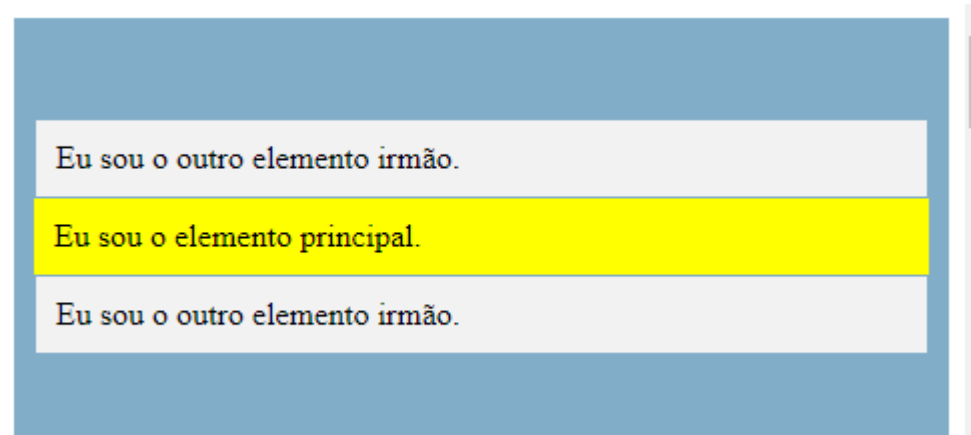 Eu sou o outro elemento irmão.
Eu sou o elemento principal.
Eu sou o outro elemento irmão.